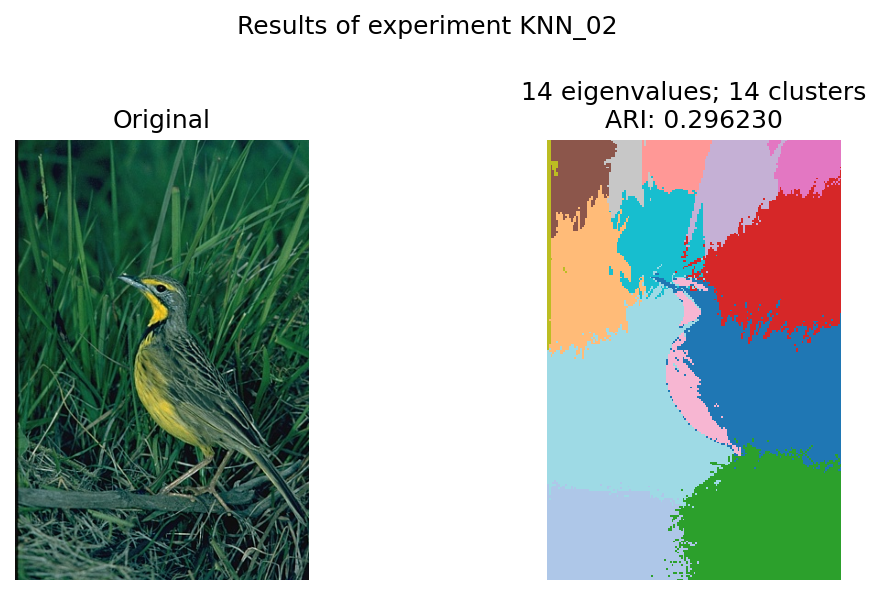 Results of experiment KNN_02
Original
14 eigenvalues; 14 clusters
ARI: 0.296230